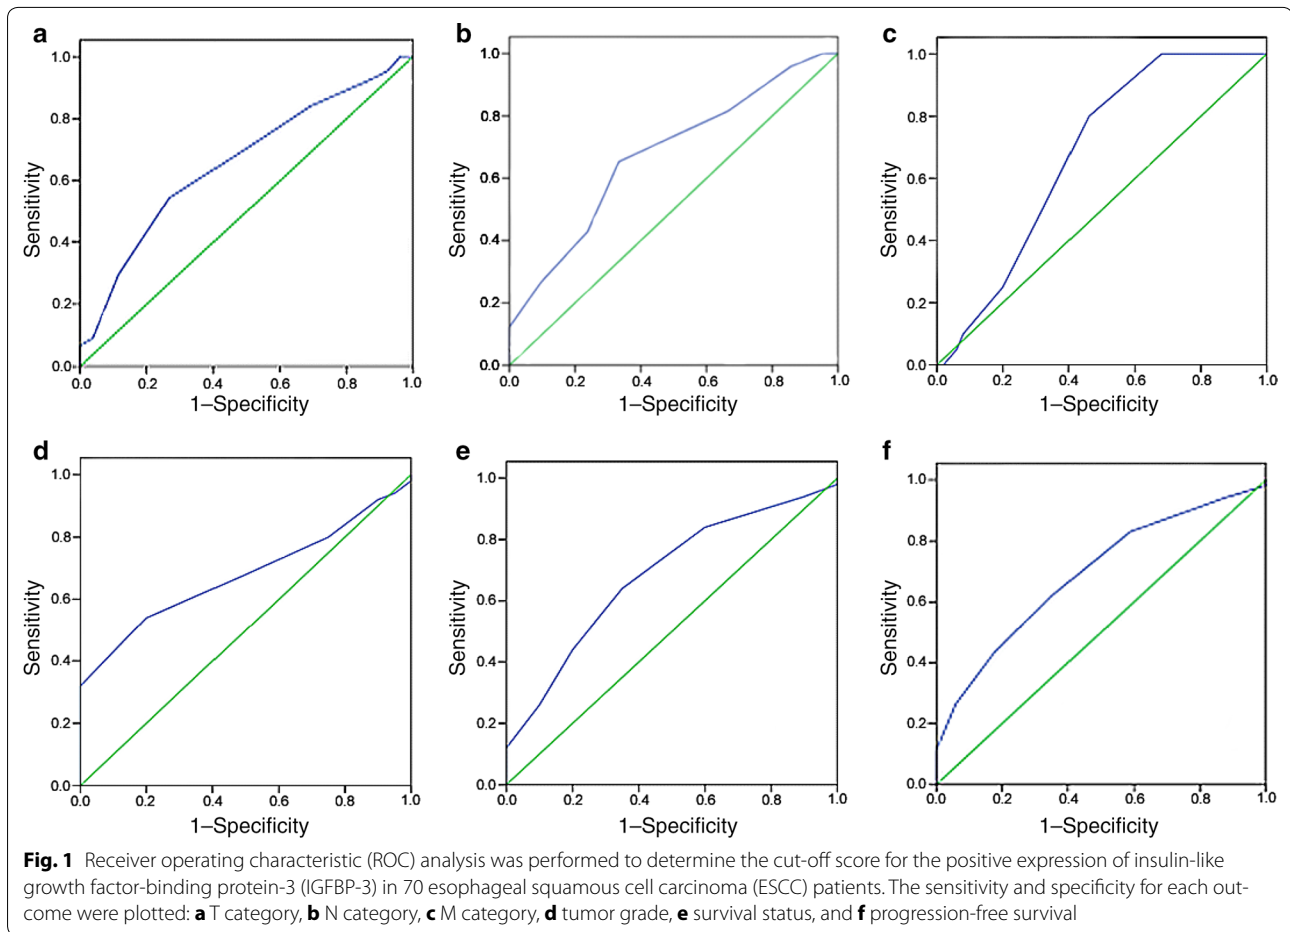 a
1.0
0.8
0.6
0.4
0.2
0.0
Sensitivity
0.0 0.2 0.4 0.6 0.8 1.0
1–Specificity
b
1.0
0.8
0.6
0.4
0.2
0.0
Sensitivity
0.0 0.2 0.4 0.6 0.8 1.0
1–Specificity
c
1.0
0.8
0.6
0.4
0.2
0.0
Sensitivity
0.0 0.2 0.4 0.6 0.8 1.0
1–Specificity
d
1.0
0.8
0.6
0.4
0.2
0.0
Sensitivity
0.0 0.2 0.4 0.6 0.8 1.0
1–Specificity
e
1.0
0.8
0.6
0.4
0.2
0.0
Sensitivity
0.0 0.2 0.4 0.6 0.8 1.0
1–Specificity
f
1.0
0.8
0.6
0.4
0.2
0.0
Sensitivity
0.0 0.2 0.4 0.6 0.8 1.0
1–Specificity
Fig. 1 Receiver operating characteristic (ROC) analysis was performed to determine the cut-off score for the positive expression of insulin-like
growth factor-binding protein-3 (IGFBP-3) in 70 esophageal squamous cell carcinoma (ESCC) patients. The sensitivity and specificity for each out-
come were plotted: a T category, b N category, c M category, d tumor grade, e survival status, and f progression-free survival